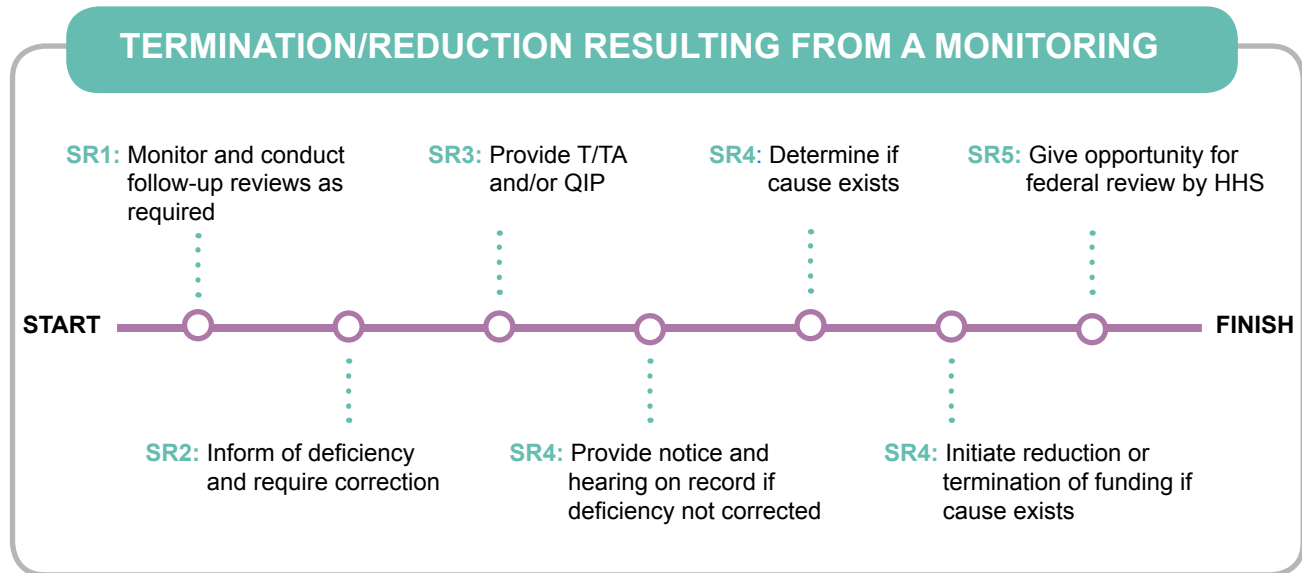 TERMINATION/REDUCTION RESULTING FROM A MONITORING
SR1: Monitor and conduct
follow-up reviews as
required
SR3: Provide T/TA
and/or QIP
SR4: Determine if
cause exists
SR5: Give opportunity for
federal review by HHS
START
FINISH
SR2: Inform of deficiency
and require correction
SR4: Provide notice and
hearing on record if
deficiency not corrected
SR4: Initiate reduction or
termination of funding if
cause exists